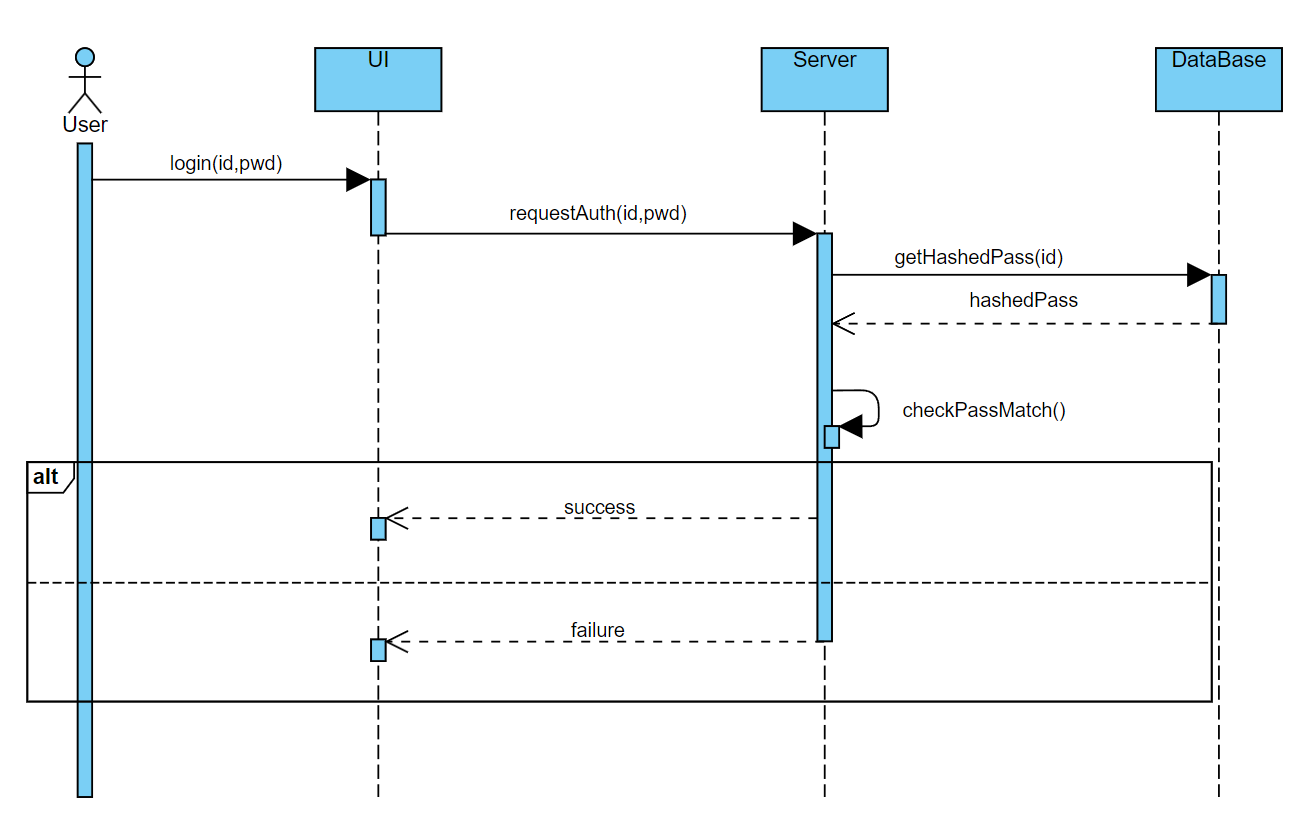 UI
Server
DataBase
User
login(id,pwd)
requestAuth(id,pwd)
getHashedPass(id)
hashedPass
checkPassMatch()
alt
success
failure